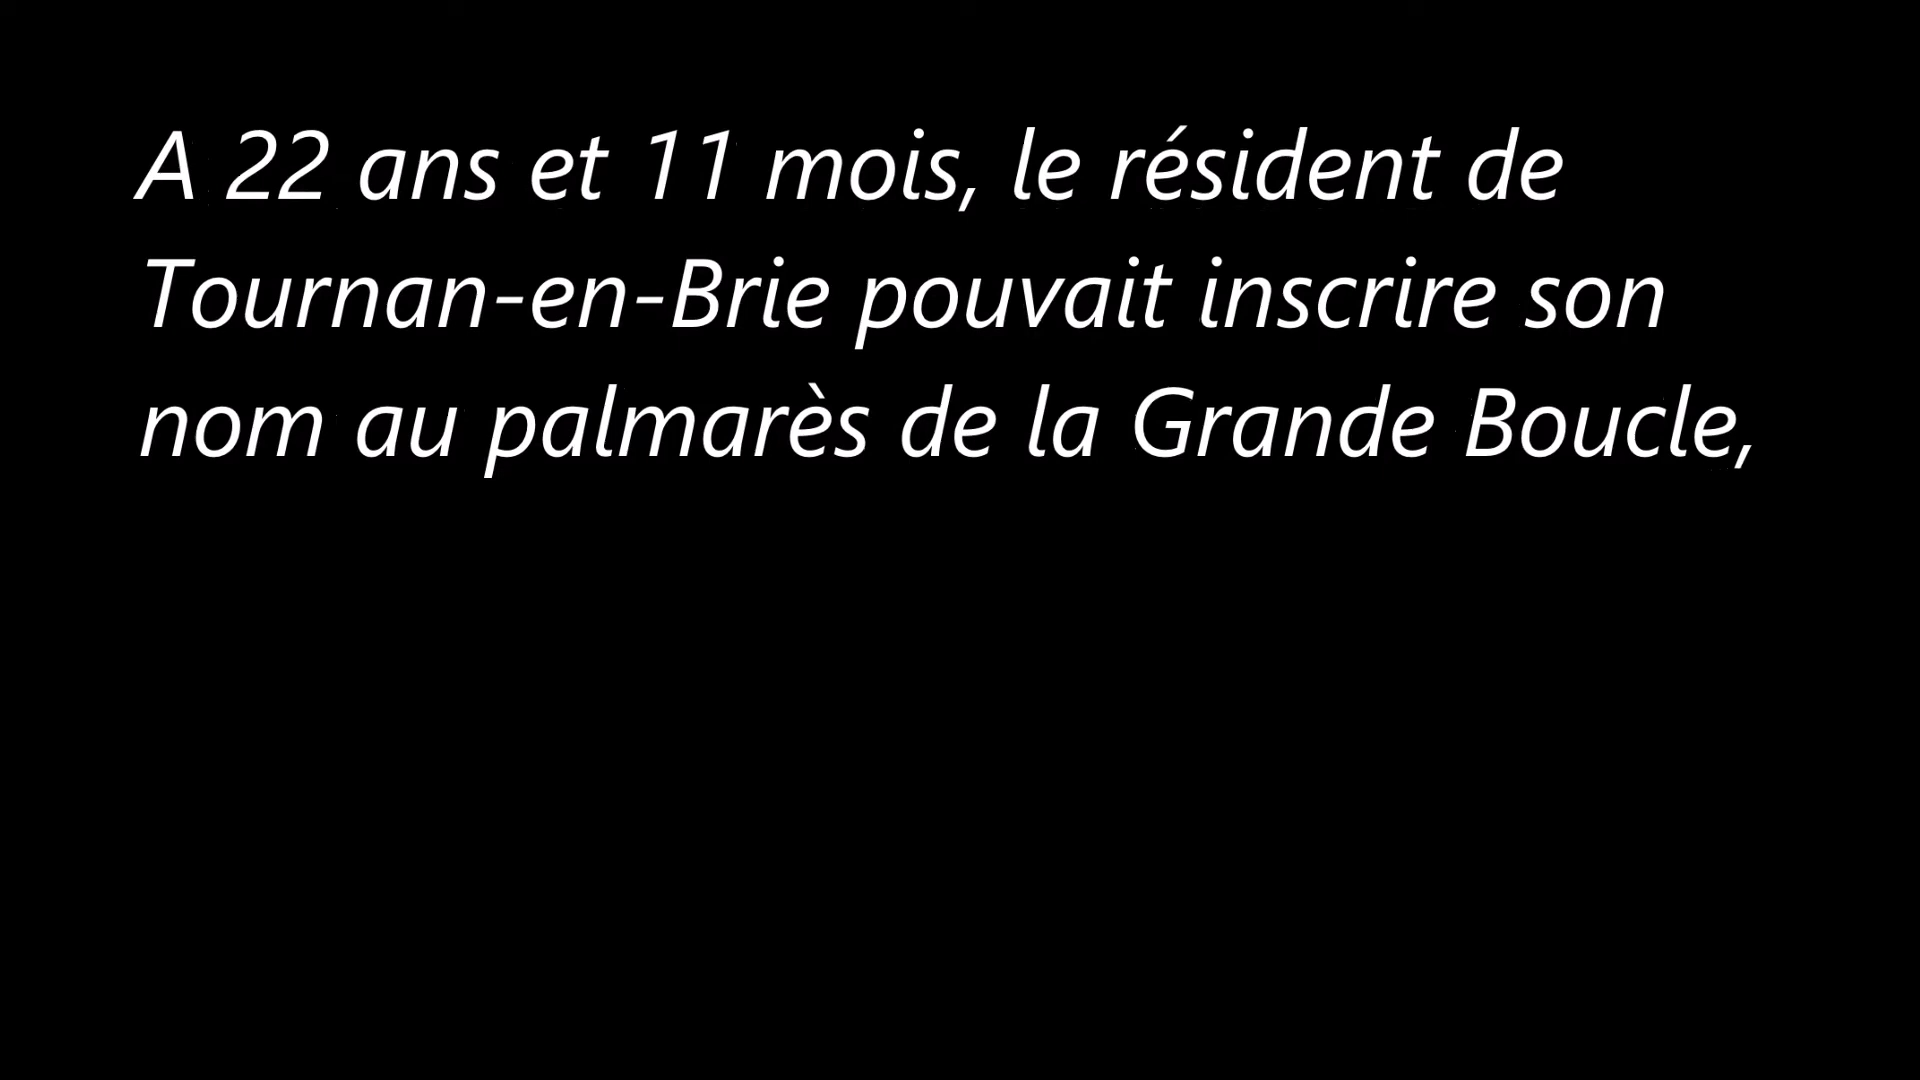 A 22 ans et 11 mois, le résident de
Tournan-en-Brie pouvait inscrire son
nom au palmarès de la Grande Boucle,